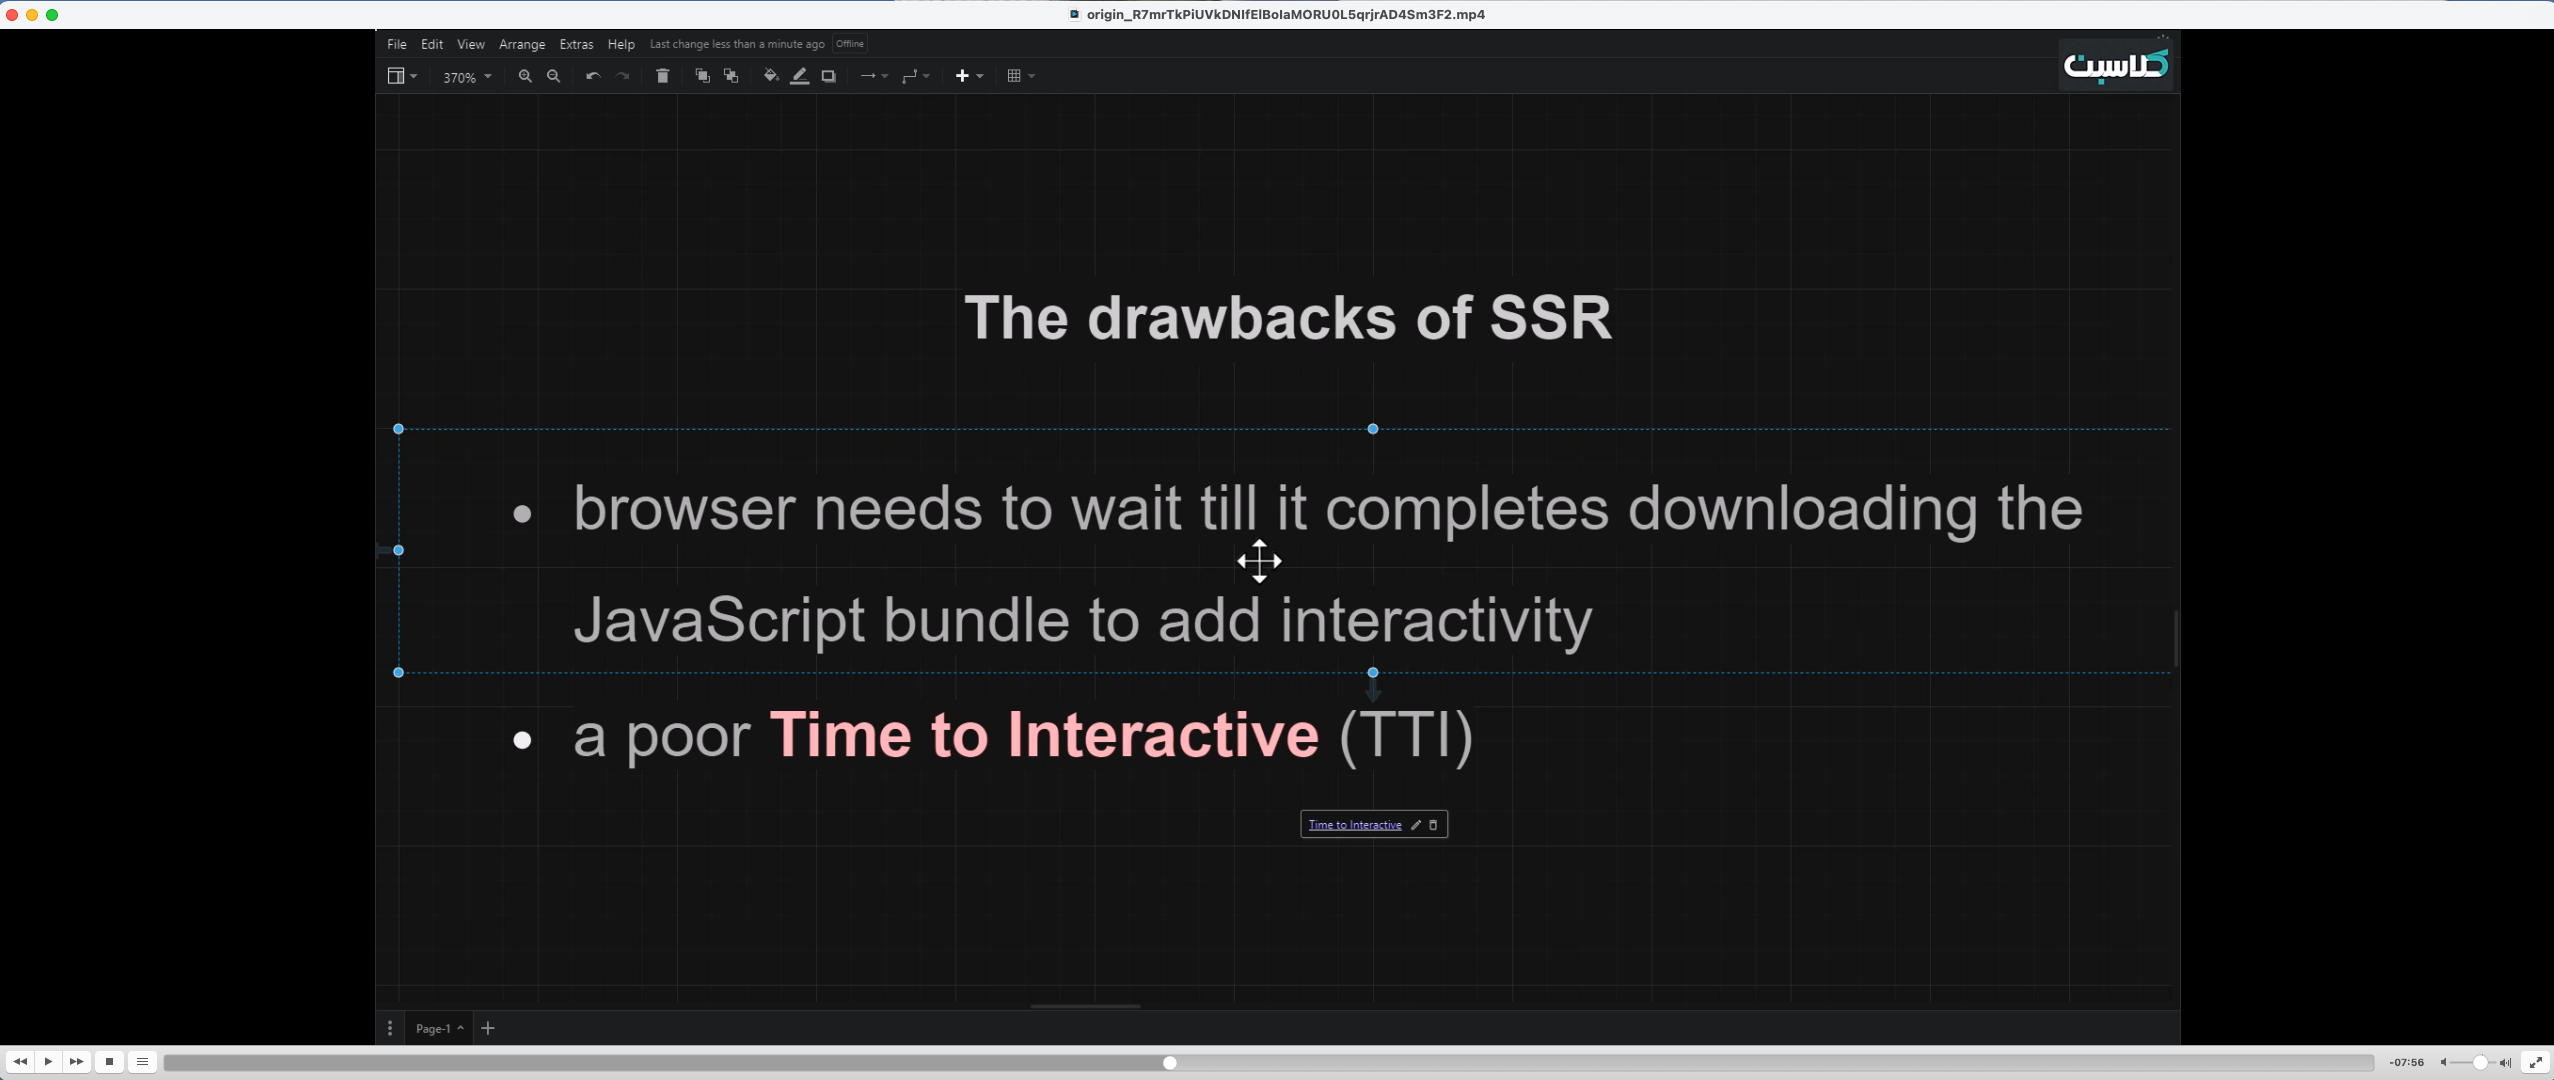 origin_R7mrTkPiUVkDNIfElBolaMORU0L5qrjrAD4Sm3F2.mp4
File Edit View Arrange Extras Help Last change less than a minute ago Offline
کلاسبن
370%
The drawbacks of SSR
• browser needs to wait till it completes downloading the
JavaScript bundle to add interactivity
• a poor Time to Interactive (TTI)
Time to Interactive
Page-1
-07:56